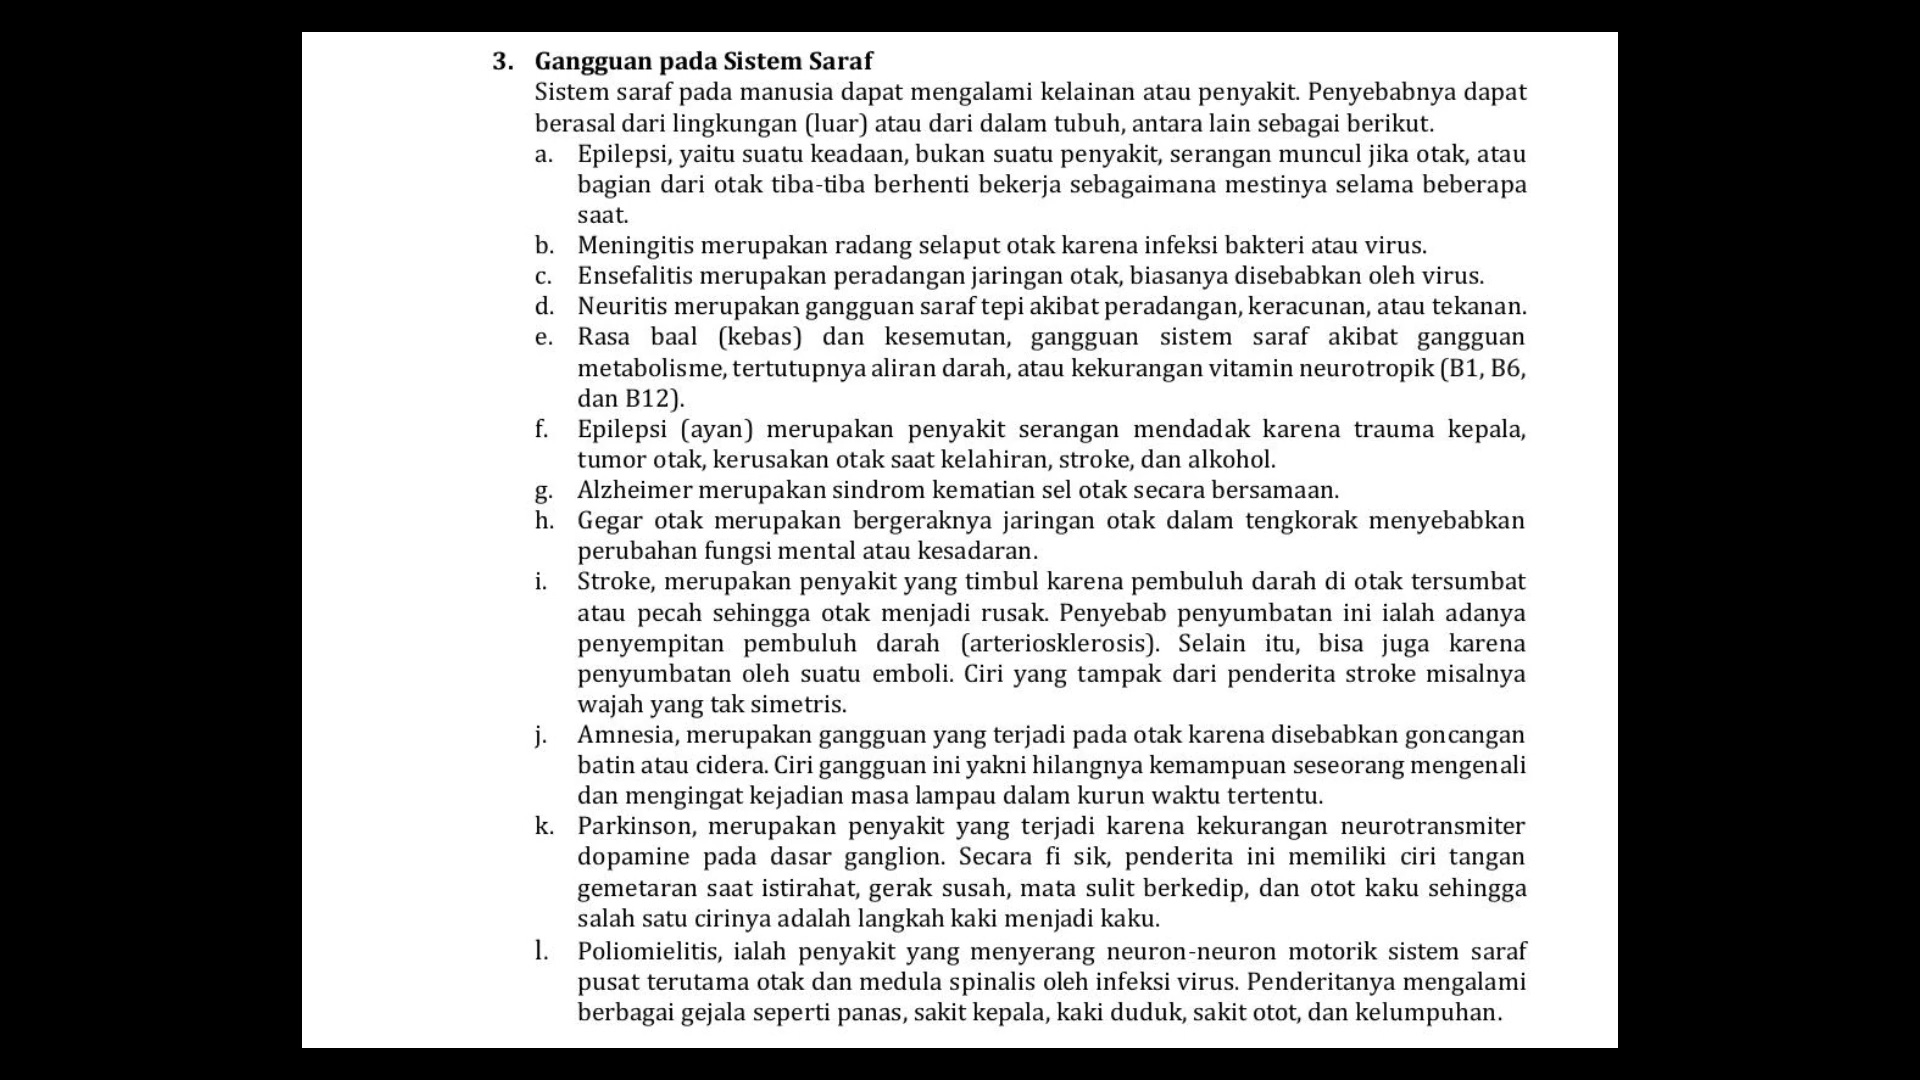 3. Gangguan pada Sistem Saraf
Sistem saraf pada manusia dapat mengalami kelainan atau penyakit. Penyebabnya dapat
berasal dari lingkungan (luar) atau dari dalam tubuh, antara lain sebagai berikut.
a. Epilepsi, yaitu suatu keadaan, bukan suatu penyakit, serangan muncul jika otak, atau
bagian dari otak tiba-tiba berhenti bekerja sebagaimana mestinya selama beberapa
saat.
b. Meningitis merupakan radang selaput otak karena infeksi bakteri atau virus.
c. Ensefalitis merupakan peradangan jaringan otak, biasanya disebabkan oleh virus.
d. Neuritis merupakan gangguan saraf tepi akibat peradangan, keracunan, atau tekanan.
e. Rasa baal (kebas) dan kesemutan, gangguan sistem saraf akibat gangguan
metabolisme, tertutupnya aliran darah, atau kekurangan vitamin neurotropik (B1, B6,
dan B12).
f. Epilepsi (ayan) merupakan penyakit serangan mendadak karena trauma kepala,
tumor otak, kerusakan otak saat kelahiran, stroke, dan alkohol.
g. Alzheimer merupakan sindrom kematian sel otak secara bersamaan.
h. Gegar otak merupakan bergeraknya jaringan otak dalam tengkorak menyebabkan
perubahan fungsi mental atau kesadaran.
i. Stroke, merupakan penyakit yang timbul karena pembuluh darah di otak tersumbat
atau pecah sehingga otak menjadi rusak. Penyebab penyumbatan ini ialah adanya
penyempitan pembuluh darah (arteriosklerosis). Selain itu, bisa juga karena
penyumbatan oleh suatu emboli. Ciri yang tampak dari penderita stroke misalnya
wajah yang tak simetris.
j. Amnesia, merupakan gangguan yang terjadi pada otak karena disebabkan goncangan
batin atau cidera. Ciri gangguan ini yakni hilangnya kemampuan seseorang mengenali
dan mengingat kejadian masa lampau dalam kurun waktu tertentu.
k. Parkinson, merupakan penyakit yang terjadi karena kekurangan neurotransmiter
dopamine pada dasar ganglion. Secara fi sik, penderita ini memiliki ciri tangan
gemetaran saat istirahat, gerak susah, mata sulit berkedip, dan otot kaku sehingga
salah satu cirinya adalah langkah kaki menjadi kaku.
l. Poliomielitis, ialah penyakit yang menyerang neuron-neuron motorik sistem saraf
pusat terutama otak dan medula spinalis oleh infeksi virus. Penderitanya mengalami
berbagai gejala seperti panas, sakit kepala, kaki duduk, sakit otot, dan kelumpuhan.